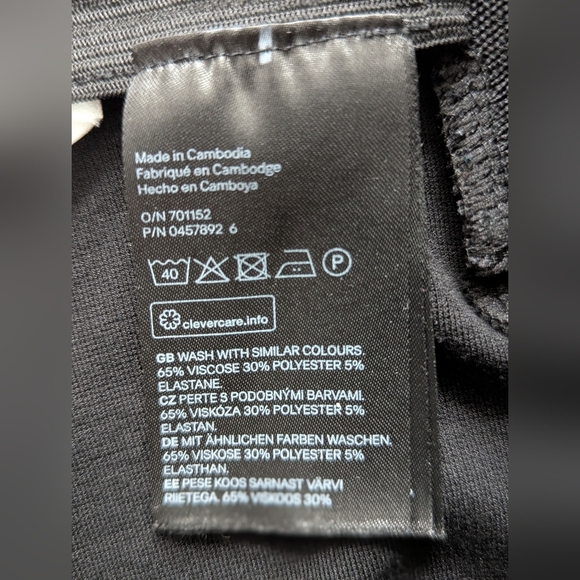 Made in Cambodia
Fabriqué en Cambodge
Hecho en Camboya
O/N 701152
P/N 0457892 6
40 P
clevercare.info
GB WASH WITH SIMILAR COLOURS.
65% VISCOSE 30% POLYESTER 5%
ELASTANE.
CZ PERTE S PODOBNÝMI BARVAMI.
65% VISKÓZA 30% POLYESTER 5%
ELASTAN.
DE MIT ÄHNLICHEN FARBEN WASCHEN.
65% VISKOSE 30% POLYESTER 5%
ELASTHAN.
EE PESE KOOS SARNAST VÄRVI
RIIETEGA. 65% VISKOOS 30%